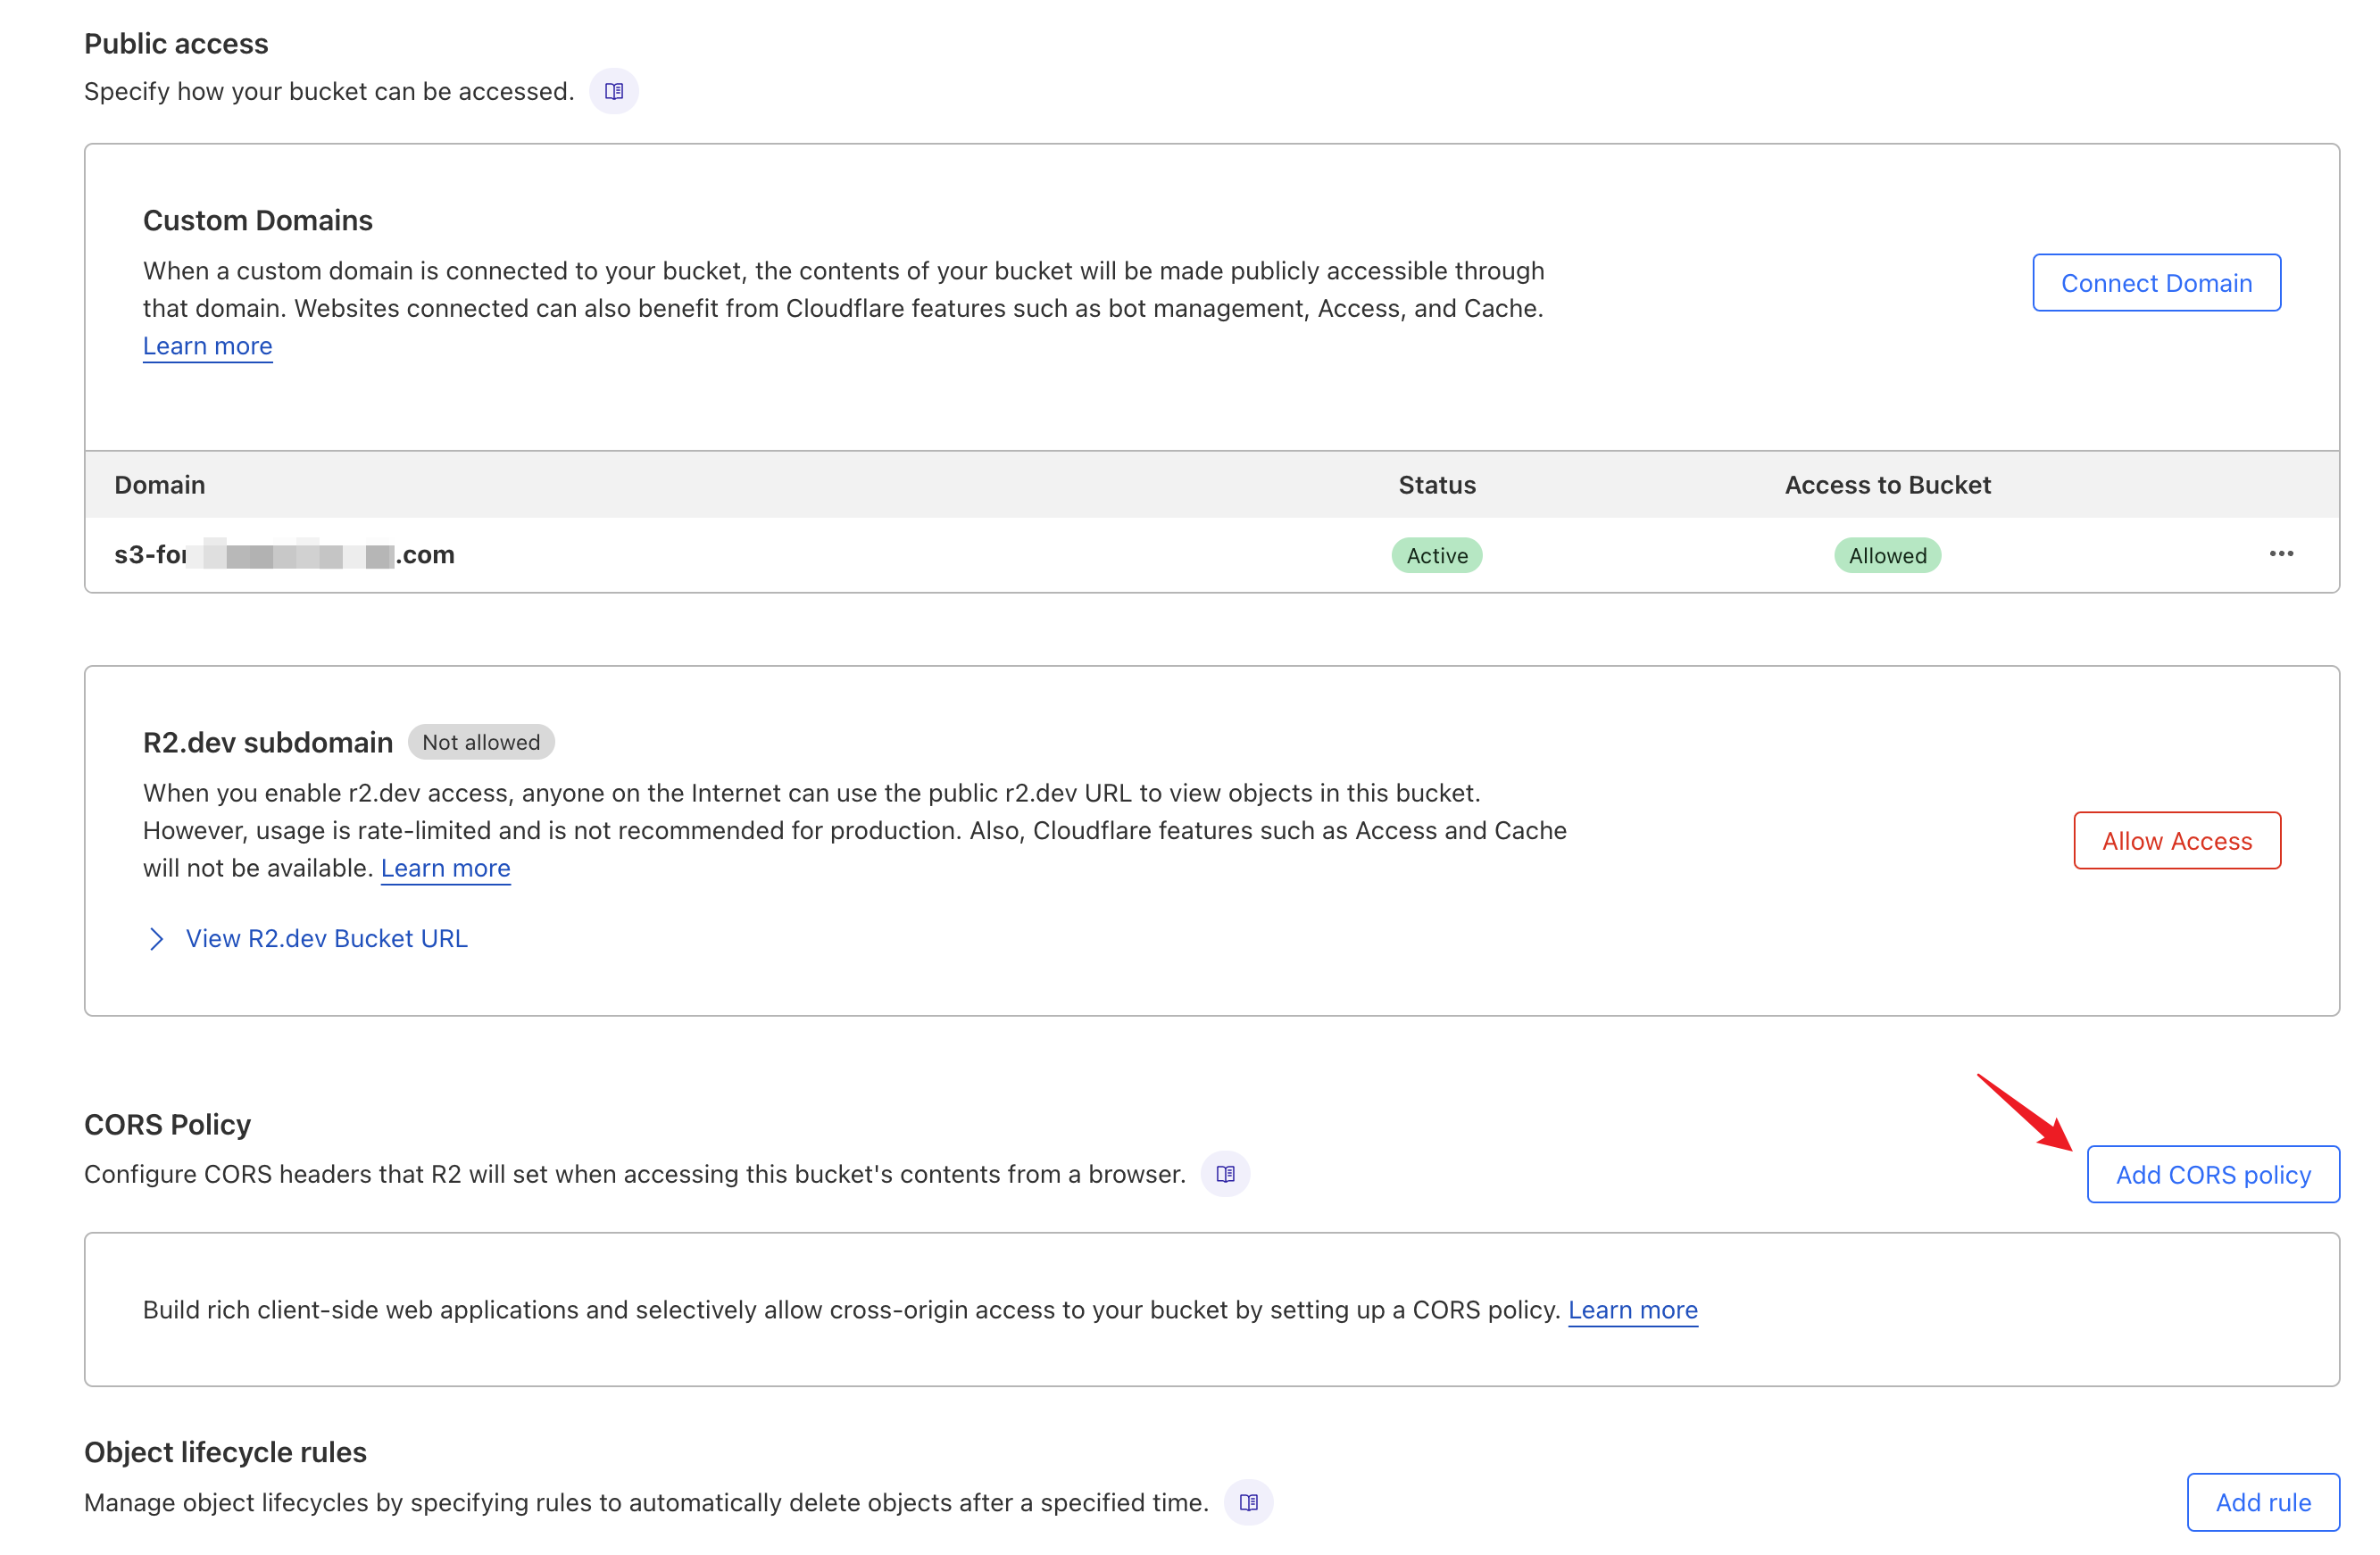 Public access
Specify how your bucket can be accessed.
Custom Domains
When a custom domain is connected to your bucket, the contents of your bucket will be made publicly accessible through
that domain. Websites connected can also benefit from Cloudflare features such as bot management, Access, and Cache.
Learn more
Connect Domain
Domain Status Access to Bucket
s3-for .com Active Allowed
R2.dev subdomain Not allowed
When you enable r2.dev access, anyone on the Internet can use the public r2.dev URL to view objects in this bucket.
However, usage is rate-limited and is not recommended for production. Also, Cloudflare features such as Access and Cache
will not be available. Learn more
Allow Access
View R2.dev Bucket URL
CORS Policy
Configure CORS headers that R2 will set when accessing this bucket's contents from a browser.
Add CORS policy
Build rich client-side web applications and selectively allow cross-origin access to your bucket by setting up a CORS policy. Learn more
Object lifecycle rules
Manage object lifecycles by specifying rules to automatically delete objects after a specified time.
Add rule